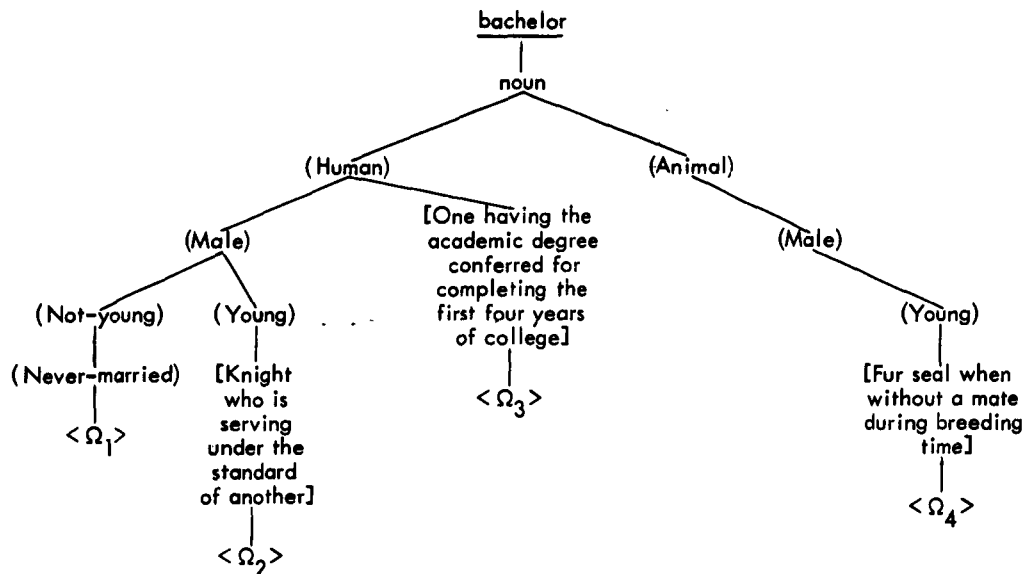 bachelor
noun
(Human)
(Animal)
(Male)
[One having the
academic degree
conferred for
completing the
first four years
of college]
(Male)
(Not-young)
(Young)
. . .
(Young)
(Never-married)
[Knight
who is
serving
under the
standard
of another]
<Ω3>
[Fur seal when
without a mate
during breeding
time]
<Ω1>
<Ω4>
<Ω2>